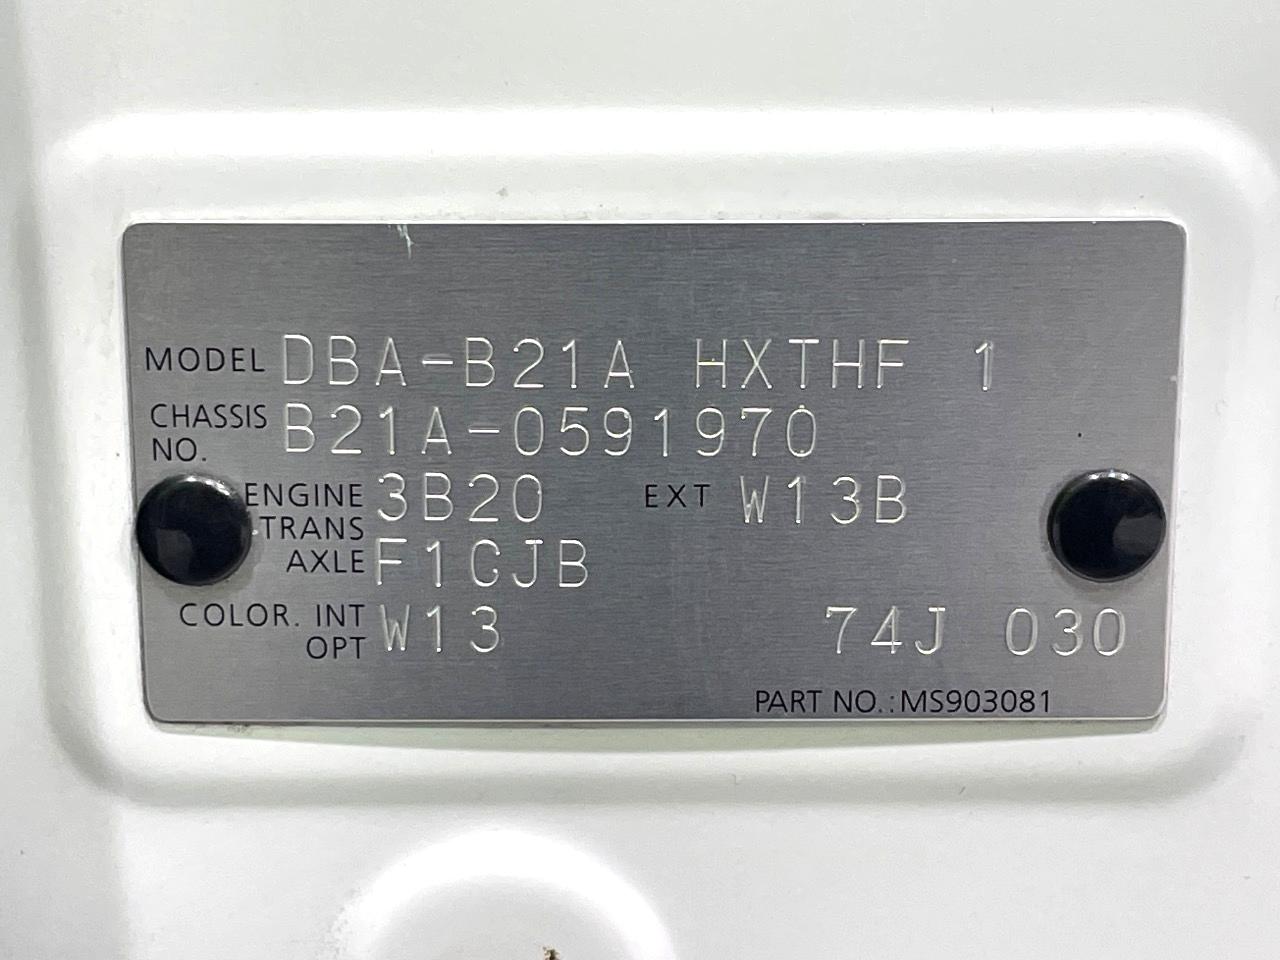 MODEL DBA-B21A HXTHF 1
CHASSIS NO. B21A-0591970
ENGINE 3B20 EXT W13B
TRANS AXLE F1CJB
COLOR. INT OPT W13 74J 030
PART NO.:MS903081